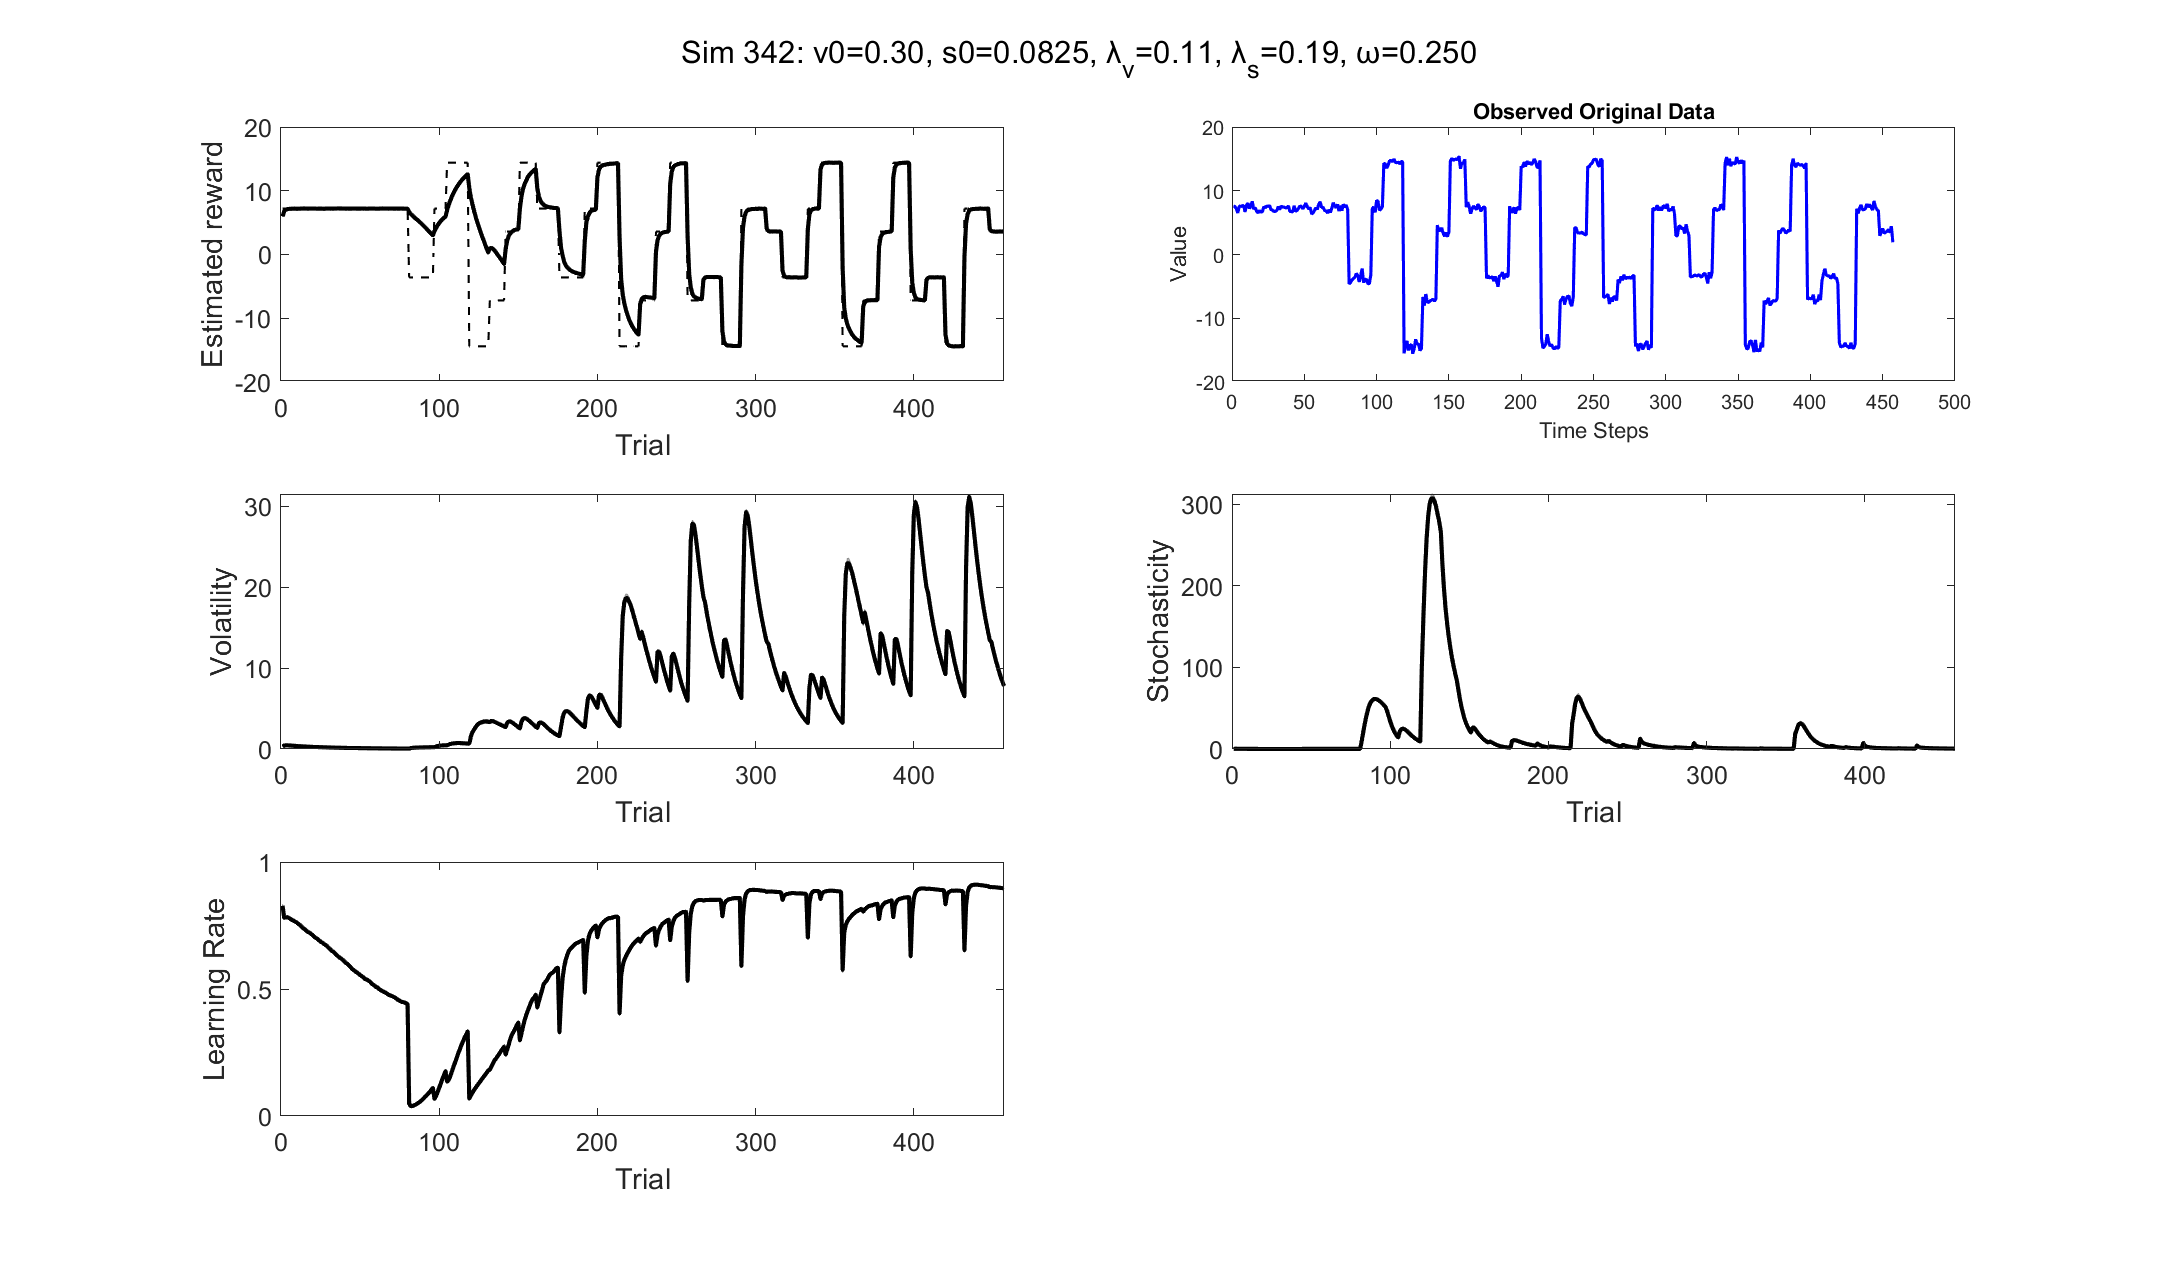 Sim 342: v0=0.30, s0=0.0825, λv=0.11, λs=0.19, ω=0.250
20
10
0
-10
-20
Estimated reward
0 100 200 300 400
Trial
Observed Original Data
20
10
0
-10
-20
Value
0 50 100 150 200 250 300 350 400 450 500
Time Steps
30
20
10
0
Volatility
0 100 200 300 400
Trial
300
200
100
0
Stochasticity
0 100 200 300 400
Trial
1
0.5
0
Learning Rate
0 100 200 300 400
Trial